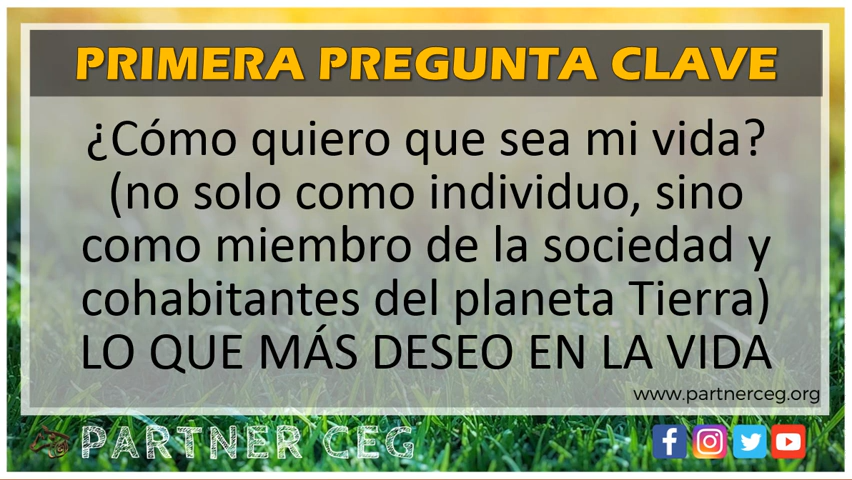 PRIMERA PREGUNTA CLAVE
¿Cómo quiero que sea mi vida?
(no solo como individuo, sino
como miembro de la sociedad y
cohabitantes del planeta Tierra)
LO QUE MÁS DESEO EN LA VIDA
www.partnerceg.org
PARTNER CEG